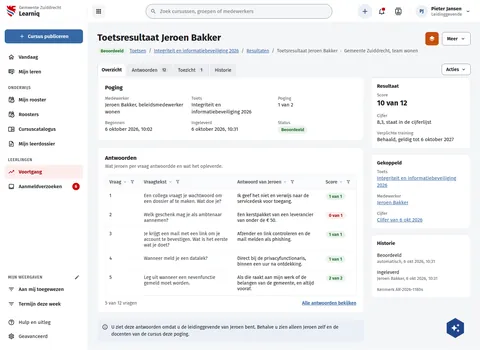 Gemeente Zuiddrecht
Learniq
Zoek cursussen, groepen of medewerkers
PJ
Pieter Jansen
Leidinggevende
+ Cursus publiceren
Vandaag
Mijn leren
ONDERWIJS
Mijn rooster
Roosters
Cursuscatalogus
Mijn leerdossier
LEERLINGEN
Voortgang
Aanmeldverzoeken
MIJN WEERGAVEN
Aan mij toegewezen
Termijn deze week
Hulp en uitleg
Geavanceerd
Toetsresultaat Jeroen Bakker
Beoordeeld
Toetsen / Integriteit en informatiebeveiliging 2026 / Resultaten / Toetsresultaat Jeroen Bakker – Gemeente Zuiddrecht, team wonen
Meer
Overzicht
Antwoorden 12
Toezicht 1
Historie
Acties
Poging
Medewerker
Jeroen Bakker, beleidsmedewerker wonen
Toets
Integriteit en informatiebeveiliging 2026
Poging
1 van 2
Begonnen
6 oktober 2026, 10:02
Ingeleverd
6 oktober 2026, 10:31
Status
Beoordeeld
Antwoorden
Wat Jeroen per vraag antwoordde en wat het opleverde.
Vraag
Vraagtekst
Antwoord van Jeroen
Score
1
Een collega vraagt je wachtwoord om een dossier af te maken. Wat doe je?
Ik geef het niet en verwijs naar de servicedesk voor toegang.
1 van 1
2
Welk geschenk mag je als ambtenaar aannemen?
Een kerstpakket van een leverancier van onder de € 50.
0 van 1
3
Je krijgt een mail met een link om je account te bevestigen. Wat is het eerste wat je doet?
Afzender en link controleren en de mail melden als phishing.
1 van 1
4
Wanneer meld je een datalek?
Direct bij de privacyfunctionaris, binnen een uur na ontdekking.
1 van 1
5
Leg uit wanneer een nevenfunctie gemeld moet worden.
Als die raakt aan mijn werk of de belangen van de gemeente, en altijd vooraf.
2 van 2
5 van 12 vragen
Alle antwoorden bekijken
U ziet deze antwoorden omdat u de leidinggevende van Jeroen bent. Behalve u zien alleen Jeroen zelf en de docenten van de cursus deze poging.
Resultaat
Score
10 van 12
Cijfer
8,3, staat in de cijferlijst
Verplichte training
Behaald, geldig tot 6 oktober 2027
Gekoppeld
Toets
Integriteit en informatiebeveiliging 2026
Medewerker
Jeroen Bakker
Cijfer
Cijfer van 6 okt 2026
Historie
Beoordeeld
automatisch, 6 okt 2026, 10:31
Ingeleverd
Jeroen Bakker, 6 okt 2026, 10:31